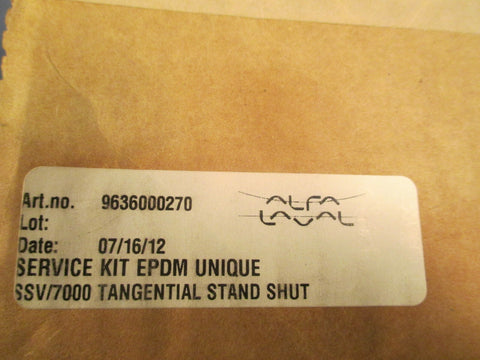 Art.no. 9636000270
ALFA
LAVAL
Lot:
Date: 07/16/12
SERVICE KIT EPDM UNIQUE
SSV/7000 TANGENTIAL STAND SHUT